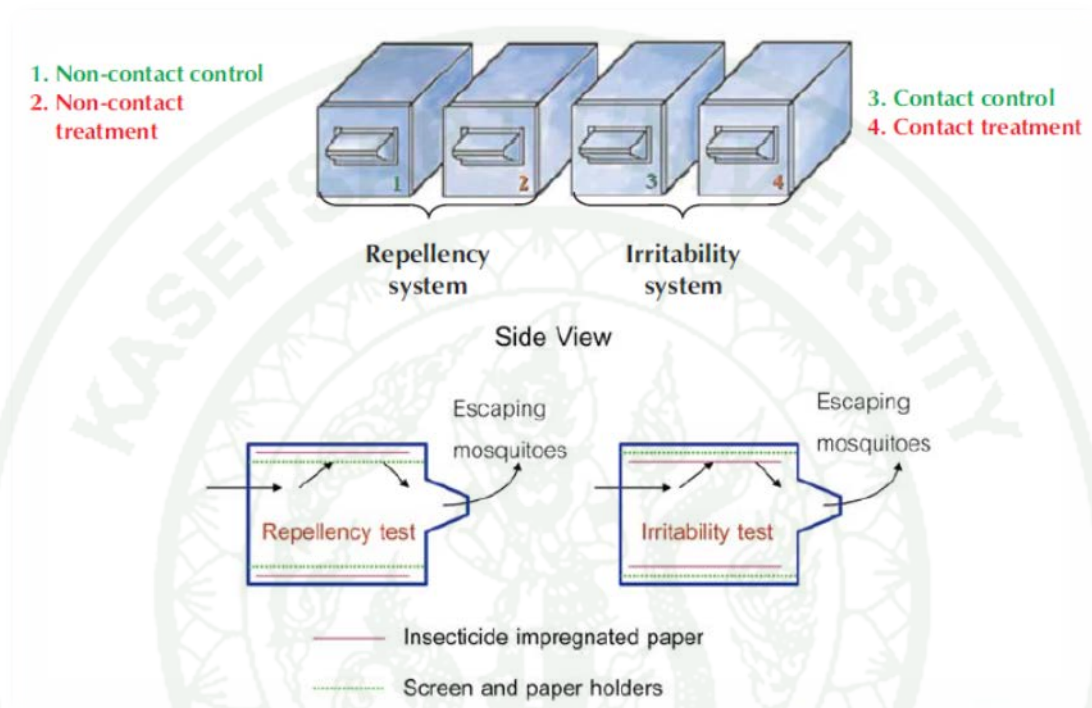 1. Non-contact control
2. Non-contact
treatment
3. Contact control
4. Contact treatment
1
2
3
4
Repellency
system
Irritability
system
Side View
Escaping
mosquitoes
Escaping
mosquitoes
Repellency test
Irritability test
Insecticide impregnated paper
Screen and paper holders
KASETSART UNIVERSITY